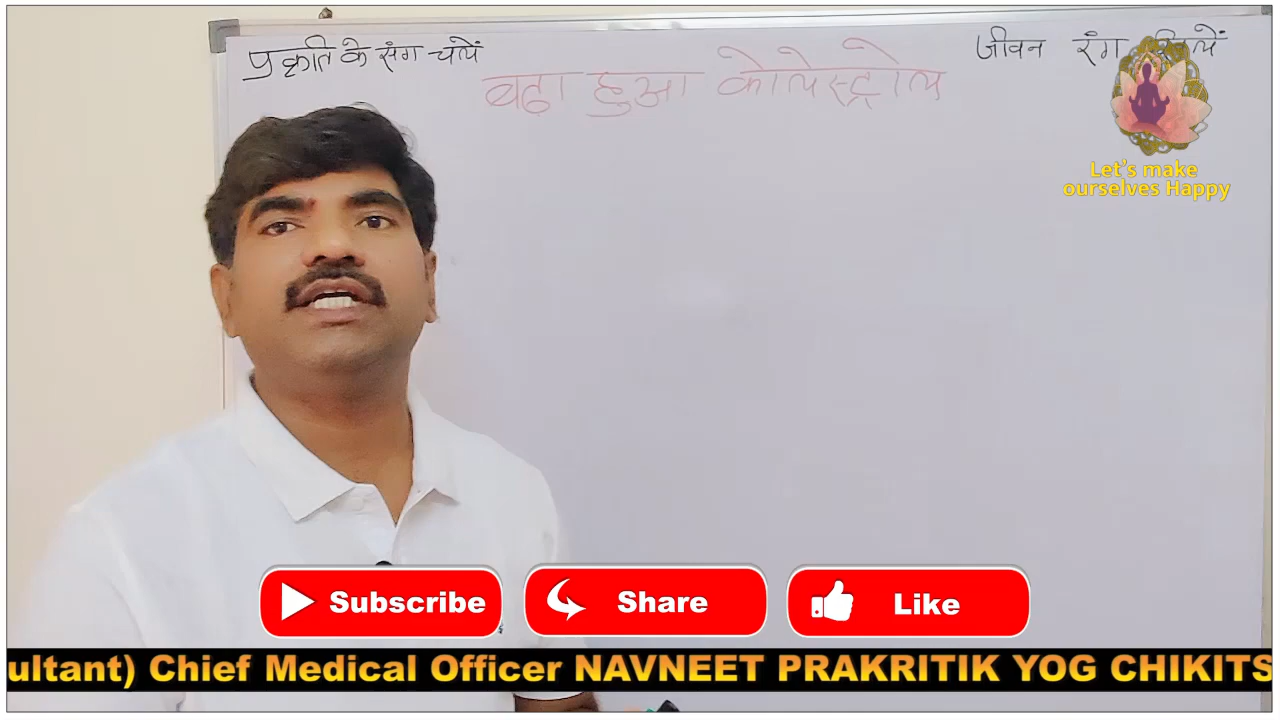 प्रकृति के संग चलें
जीवन रंग
बढ़ा हुआ कोलेस्ट्रोल
Let's make
ourselves Happy
Subscribe
Share
Like
ultant) Chief Medical Officer NAVNEET PRAKRITIK YOG CHIKITS